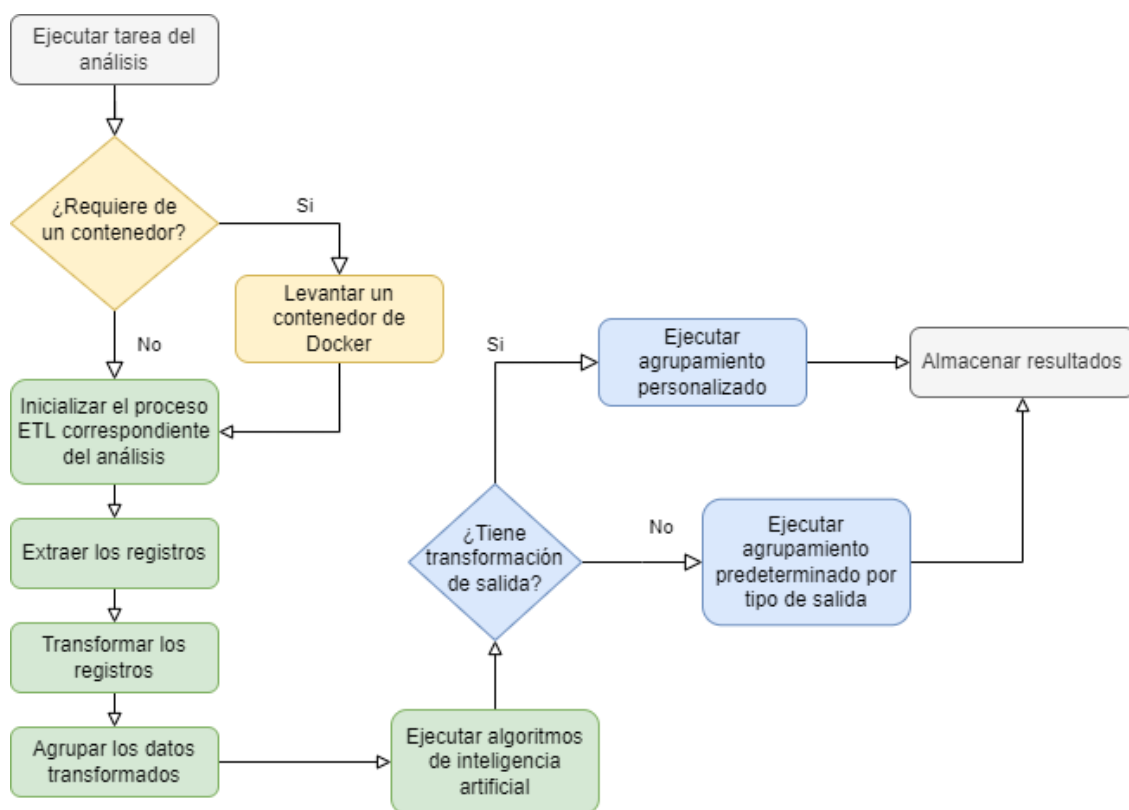 Ejecutar tarea del
análisis
¿Requiere de
un contenedor?
Si
Levantar un
contenedor de
Docker
No
Inicializar el proceso
ETL correspondiente
del análisis
Extraer los registros
Transformar los
registros
Agrupar los datos
transformados
Ejecutar algoritmos
de inteligencia
artificial
¿Tiene
transformación
de salida?
Si
Ejecutar
agrupamiento
personalizado
No
Ejecutar
agrupamiento
predeterminado por
tipo de salida
Almacenar resultados